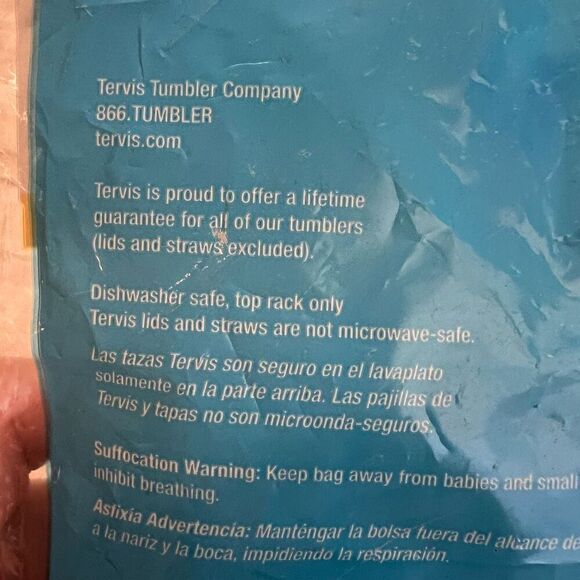 Tervis Tumbler Company
866.TUMBLER
tervis.com
Tervis is proud to offer a lifetime
guarantee for all of our tumblers
(lids and straws excluded).
Dishwasher safe, top rack only
Tervis lids and straws are not microwave-safe.
Las tazas Tervis son seguro en el lavaplato
solamente en la parte arriba. Las pajillas de
Tervis y tapas no son microonda-seguros.
Suffocation Warning: Keep bag away from babies and small
inhibit breathing.
Asfixia Advertencia: Manténgar la bolsa fuera del alcance de
a la nariz y la boca, impidiendo la respiración.